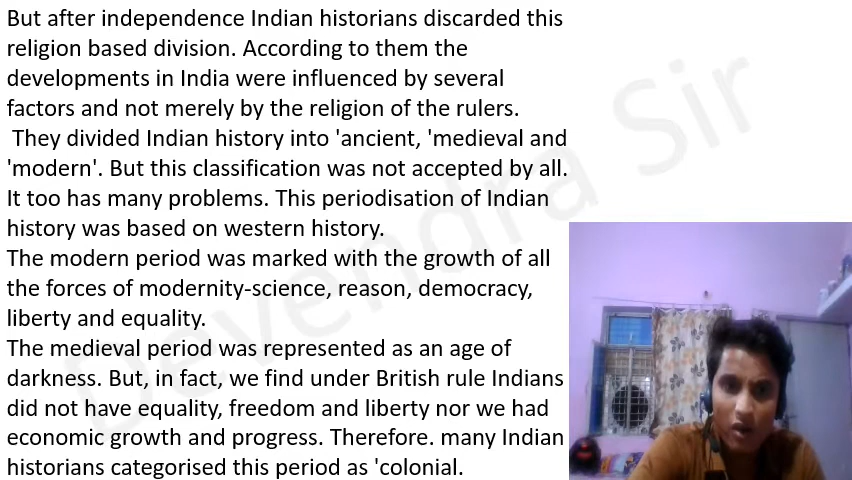 But after independence Indian historians discarded this
religion based division. According to them the
developments in India were influenced by several
factors and not merely by the religion of the rulers.
They divided Indian history into 'ancient, 'medieval and
'modern'. But this classification was not accepted by all.
It too has many problems. This periodisation of Indian
history was based on western history.
The modern period was marked with the growth of all
the forces of modernity-science, reason, democracy,
liberty and equality.
The medieval period was represented as an age of
darkness. But, in fact, we find under British rule Indians
did not have equality, freedom and liberty nor we had
economic growth and progress. Therefore. many Indian
historians categorised this period as 'colonial.
Devendra Sir